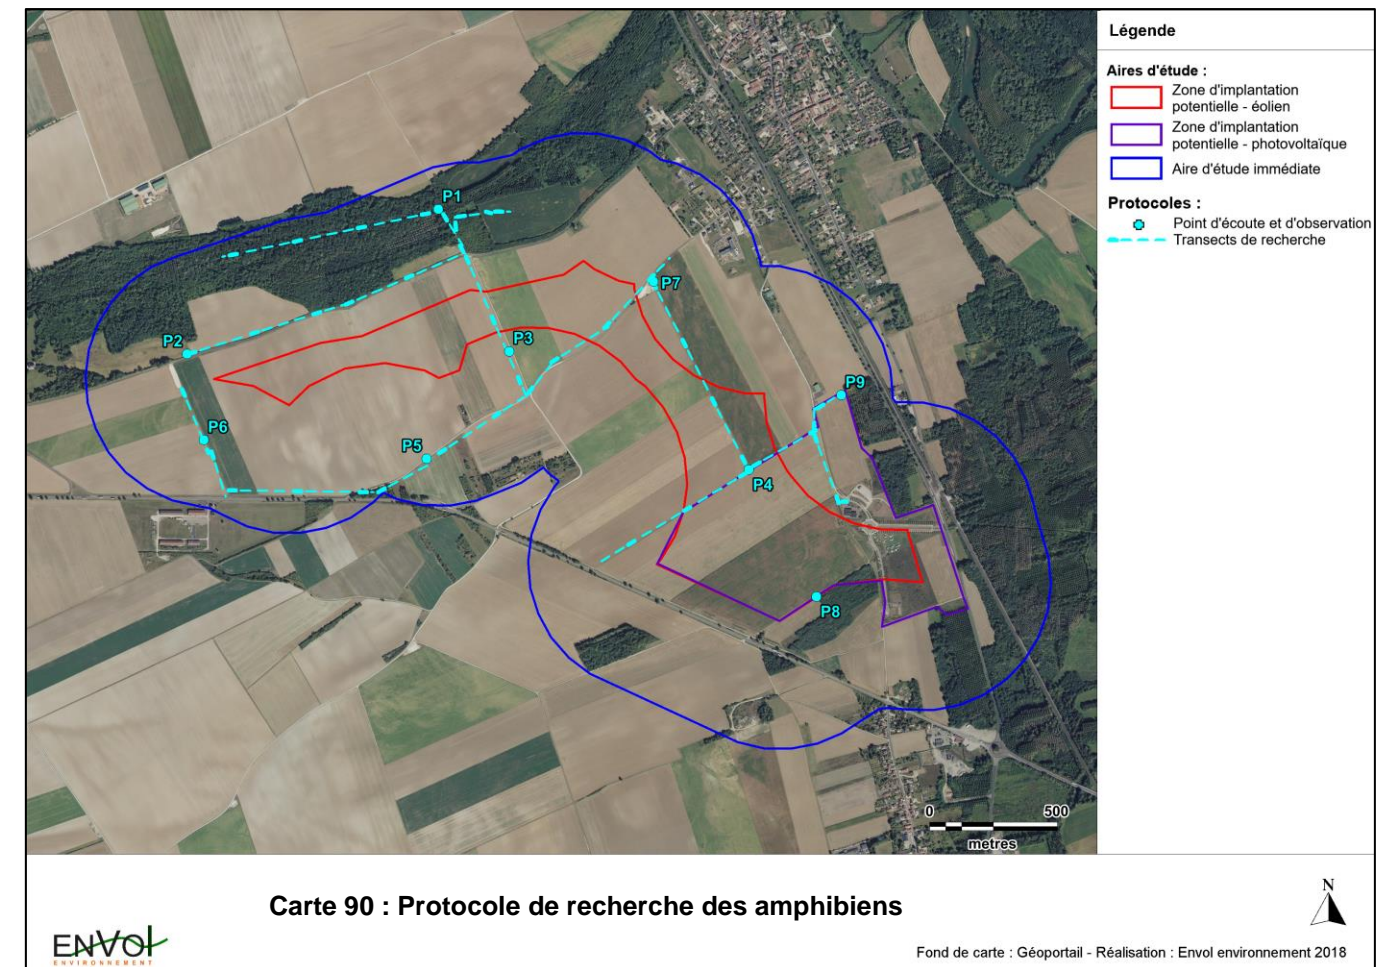 Légende
Aires d'étude :
Zone d'implantation
potentielle - éolien
Zone d'implantation
potentielle - photovoltaïque
Aire d'étude immédiate
Protocoles :
Point d'écoute et d'observation
Transects de recherche
P1
P7
P2
P3
P9
P6
P5
P4
P8
0 500
metres
Carte 90 : Protocole de recherche des amphibiens
N
ENVOL
ENVIRONNEMENT
Fond de carte : Géoportail - Réalisation : Envol environnement 2018